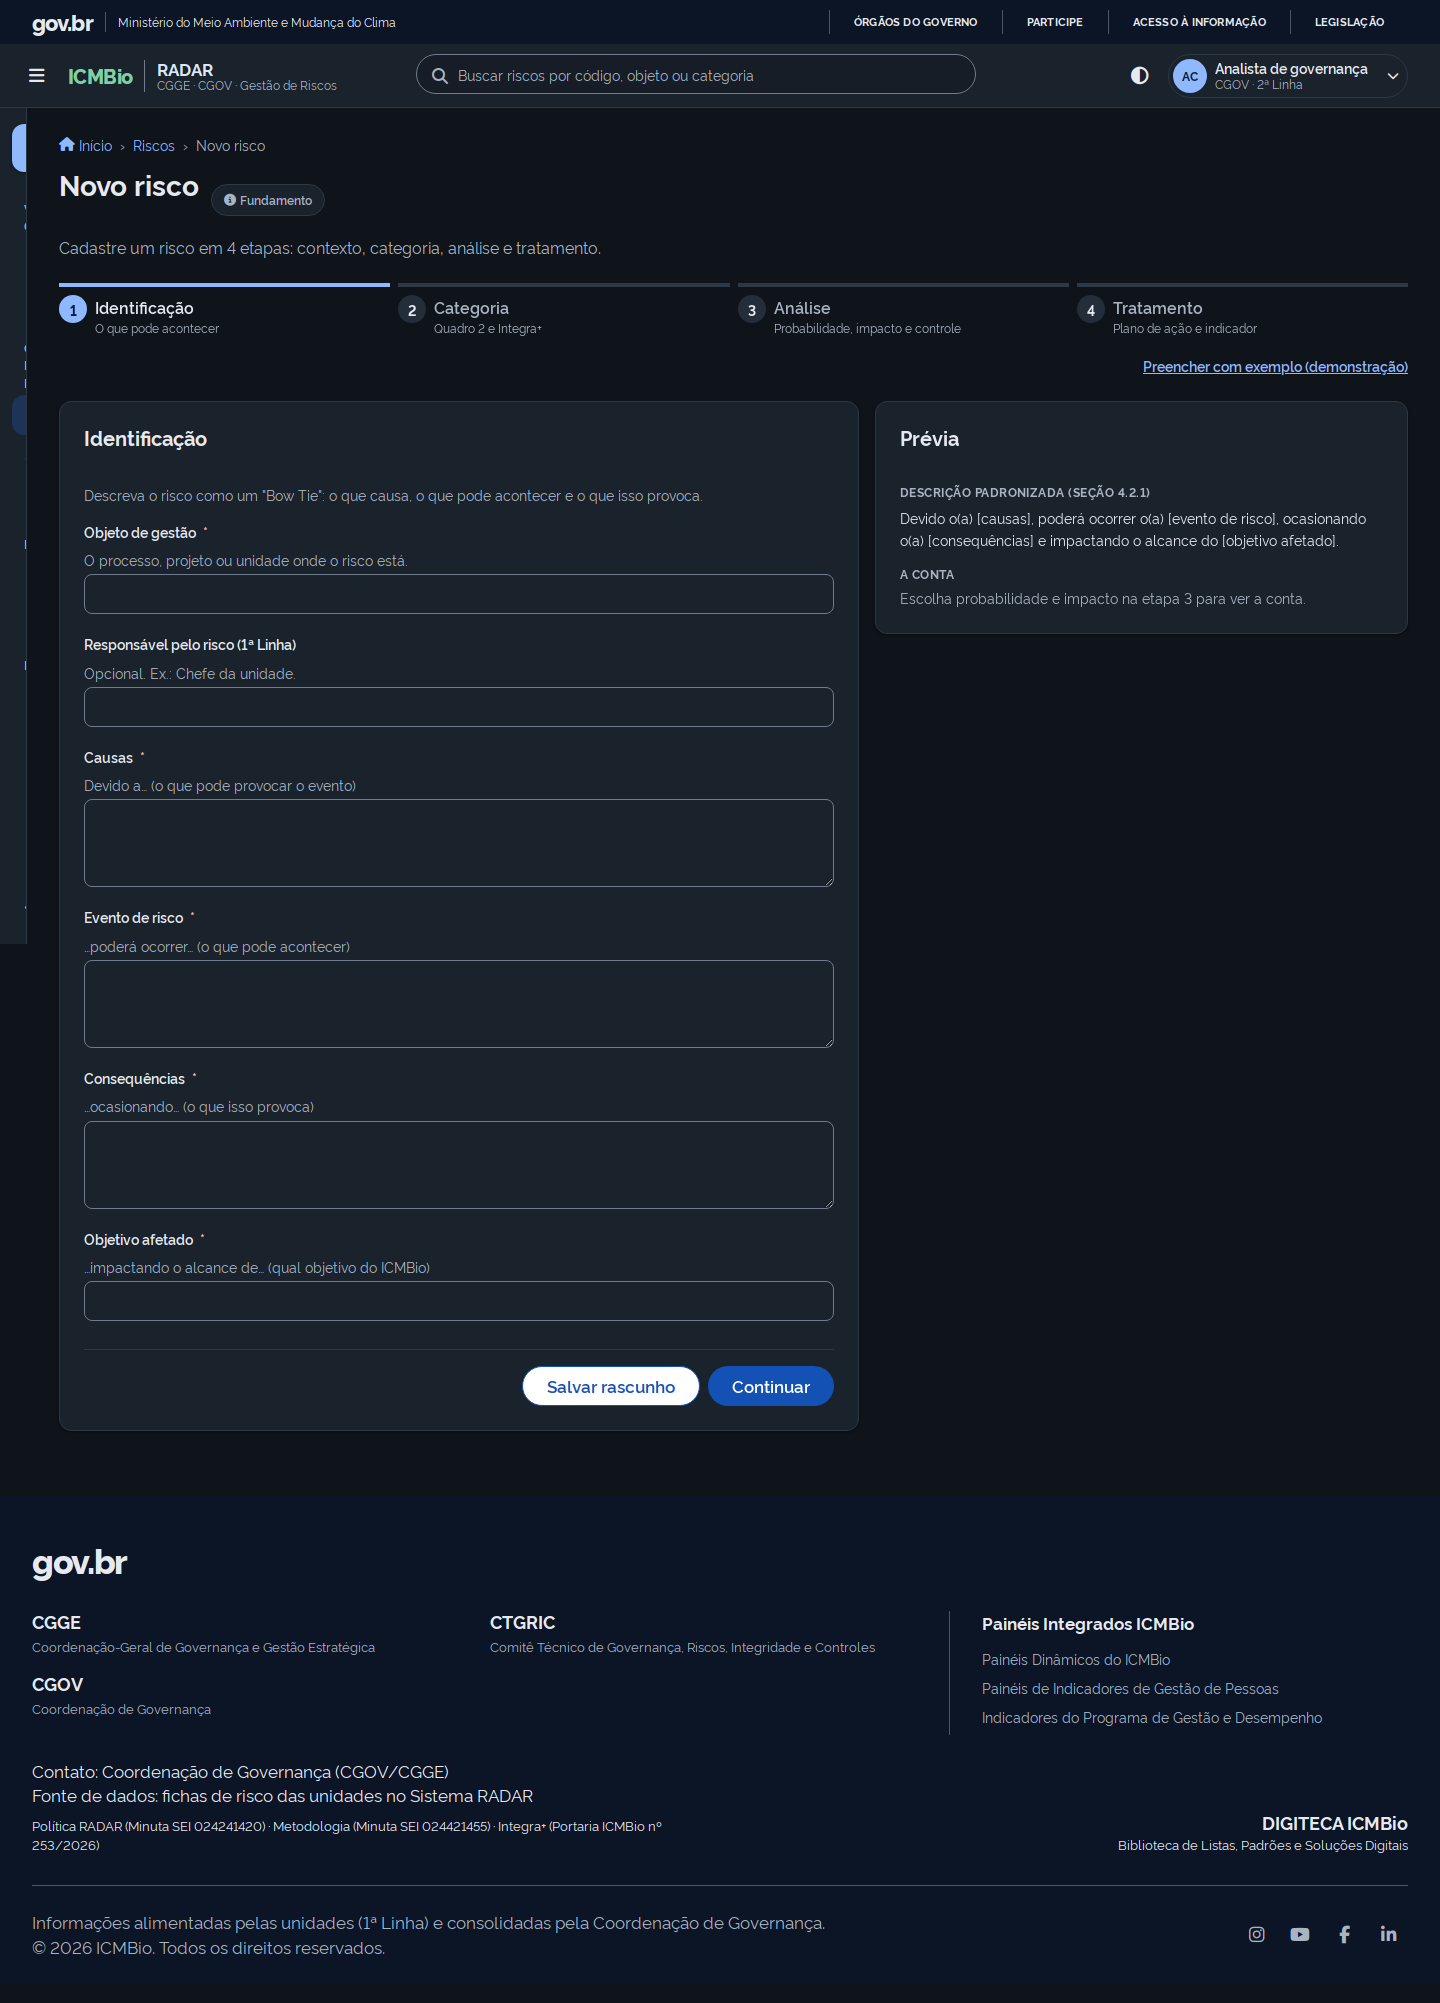 gov.br
Ministério do Meio Ambiente e Mudança do Clima
ÓRGÃOS DO GOVERNO
PARTICIPE
ACESSO À INFORMAÇÃO
LEGISLAÇÃO
ICMBio
RADAR
CGGE · CGOV · Gestão de Riscos
Buscar riscos por código, objeto ou categoria
AC
Analista de governança
CGOV · 2ª Linha
Início › Riscos › Novo risco
Novo risco
Fundamento
Cadastre um risco em 4 etapas: contexto, categoria, análise e tratamento.
1
Identificação
O que pode acontecer
2
Categoria
Quadro 2 e Integra+
3
Análise
Probabilidade, impacto e controle
4
Tratamento
Plano de ação e indicador
Preencher com exemplo (demonstração)
Identificação
Descreva o risco como um "Bow Tie": o que causa, o que pode acontecer e o que isso provoca.
Objeto de gestão *
O processo, projeto ou unidade onde o risco está.
Responsável pelo risco (1ª Linha)
Opcional. Ex.: Chefe da unidade.
Causas *
Devido a… (o que pode provocar o evento)
Evento de risco *
…poderá ocorrer… (o que pode acontecer)
Consequências *
…ocasionando… (o que isso provoca)
Objetivo afetado *
…impactando o alcance de… (qual objetivo do ICMBio)
Salvar rascunho
Continuar
Prévia
DESCRIÇÃO PADRONIZADA (SEÇÃO 4.2.1)
Devido o(a) [causas], poderá ocorrer o(a) [evento de risco], ocasionando
o(a) [consequências] e impactando o alcance do [objetivo afetado].
A CONTA
Escolha probabilidade e impacto na etapa 3 para ver a conta.
gov.br
CGGE
Coordenação-Geral de Governança e Gestão Estratégica
CGOV
Coordenação de Governança
CTGRIC
Comitê Técnico de Governança, Riscos, Integridade e Controles
Painéis Integrados ICMBio
Painéis Dinâmicos do ICMBio
Painéis de Indicadores de Gestão de Pessoas
Indicadores do Programa de Gestão e Desempenho
Contato: Coordenação de Governança (CGOV/CGGE)
Fonte de dados: fichas de risco das unidades no Sistema RADAR
Política RADAR (Minuta SEI 024241420) · Metodologia (Minuta SEI 024421455) · Integra+ (Portaria ICMBio nº
253/2026)
DIGITECA ICMBio
Biblioteca de Listas, Padrões e Soluções Digitais
Informações alimentadas pelas unidades (1ª Linha) e consolidadas pela Coordenação de Governança.
© 2026 ICMBio. Todos os direitos reservados.